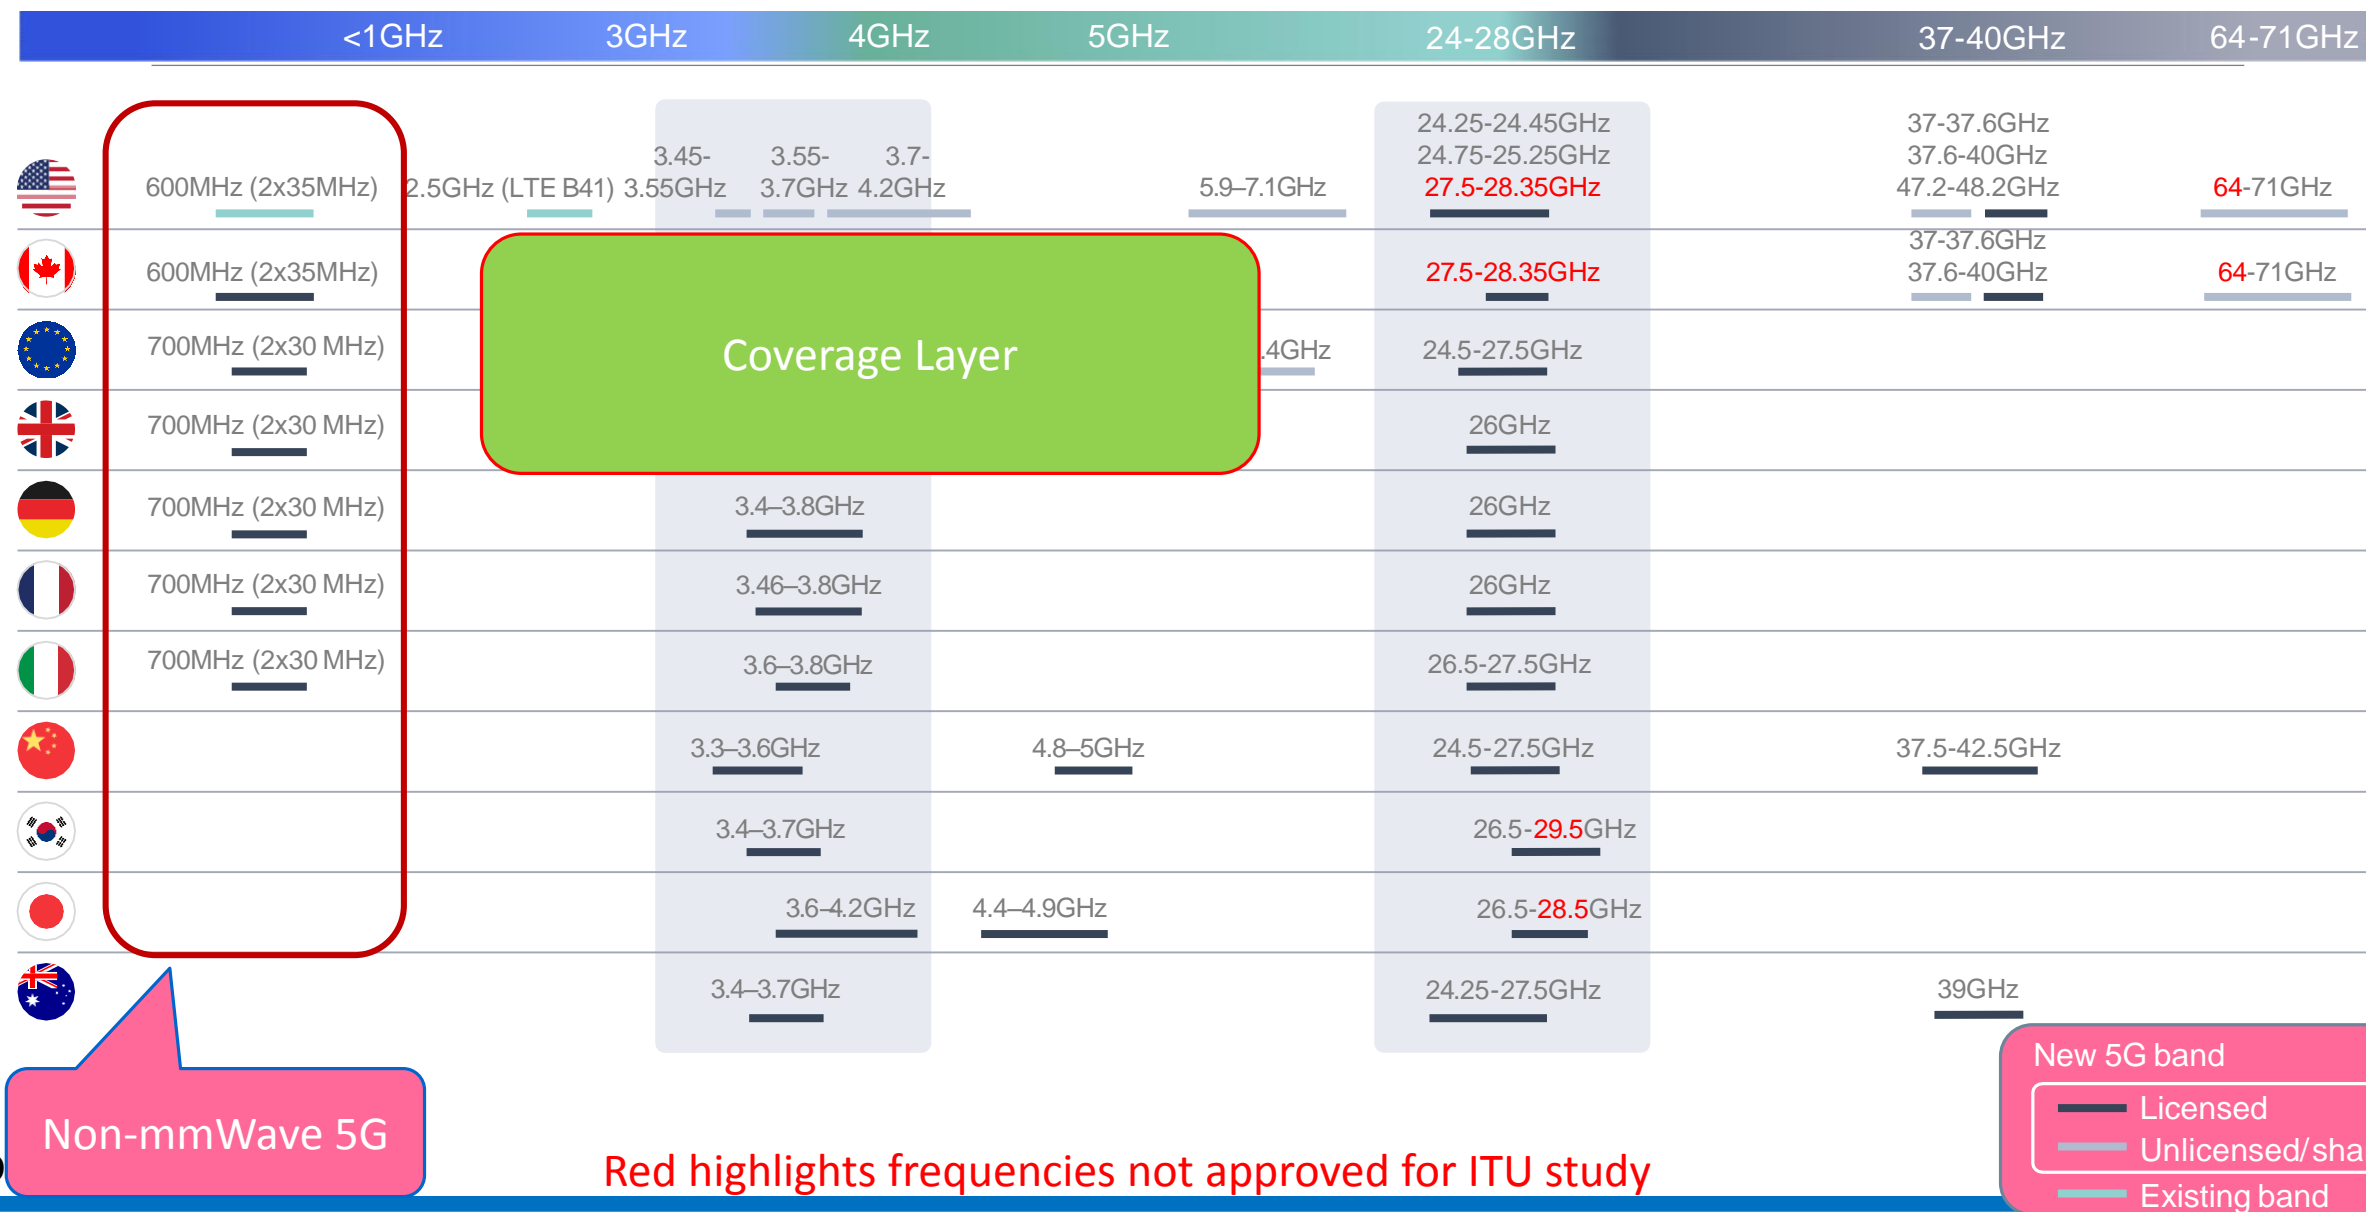 <1GHz 3GHz 4GHz 5GHz 24-28GHz 37-40GHz 64-71GHz
24.25-24.45GHz 37-37.6GHz
3.45- 3.55- 3.7- 24.75-25.25GHz 37.6-40GHz
600MHz (2x35MHz) 2.5GHz (LTE B41) 3.55GHz 3.7GHz 4.2GHz 5.9–7.1GHz 27.5-28.35GHz 47.2-48.2GHz 64-71GHz
37-37.6GHz
600MHz (2x35MHz) 27.5-28.35GHz 37.6-40GHz 64-71GHz
700MHz (2x30 MHz) Coverage Layer .4GHz 24.5-27.5GHz
700MHz (2x30 MHz) 26GHz
700MHz (2x30 MHz) 3.4–3.8GHz 26GHz
700MHz (2x30 MHz) 3.46–3.8GHz 26GHz
700MHz (2x30 MHz) 3.6–3.8GHz 26.5-27.5GHz
3.3–3.6GHz 4.8–5GHz 24.5-27.5GHz 37.5-42.5GHz
3.4–3.7GHz 26.5-29.5GHz
3.6–4.2GHz 4.4–4.9GHz 26.5-28.5GHz
3.4–3.7GHz 24.25-27.5GHz 39GHz
New 5G band
Licensed
Non-mmWave 5G
Unlicensed/sha
Red highlights frequencies not approved for ITU study
Existing band